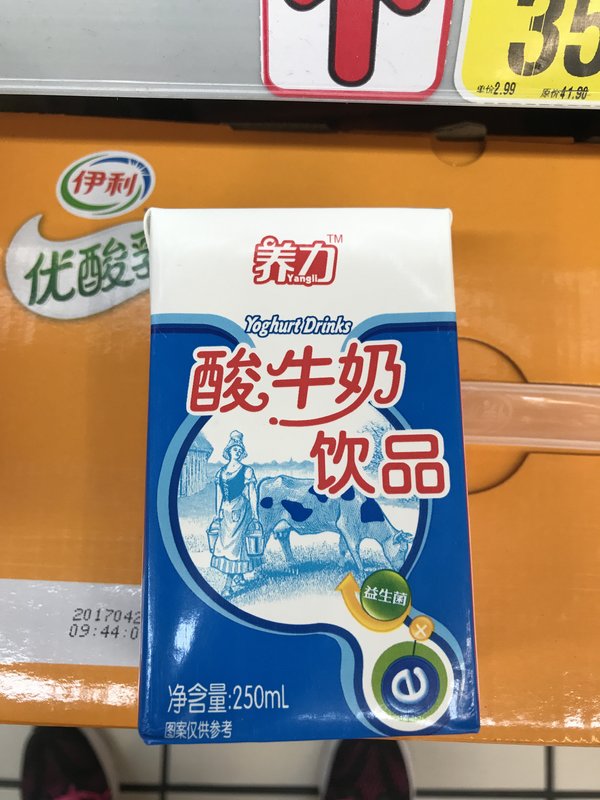 35
单价2.99
原价41.90
伊利
优酸乳
养力TM
Yangli
Yoghurt Drinks
酸牛奶
饮品
益生菌
×
e
净含量:250mL
图案仅供参考
201704
09:44:0